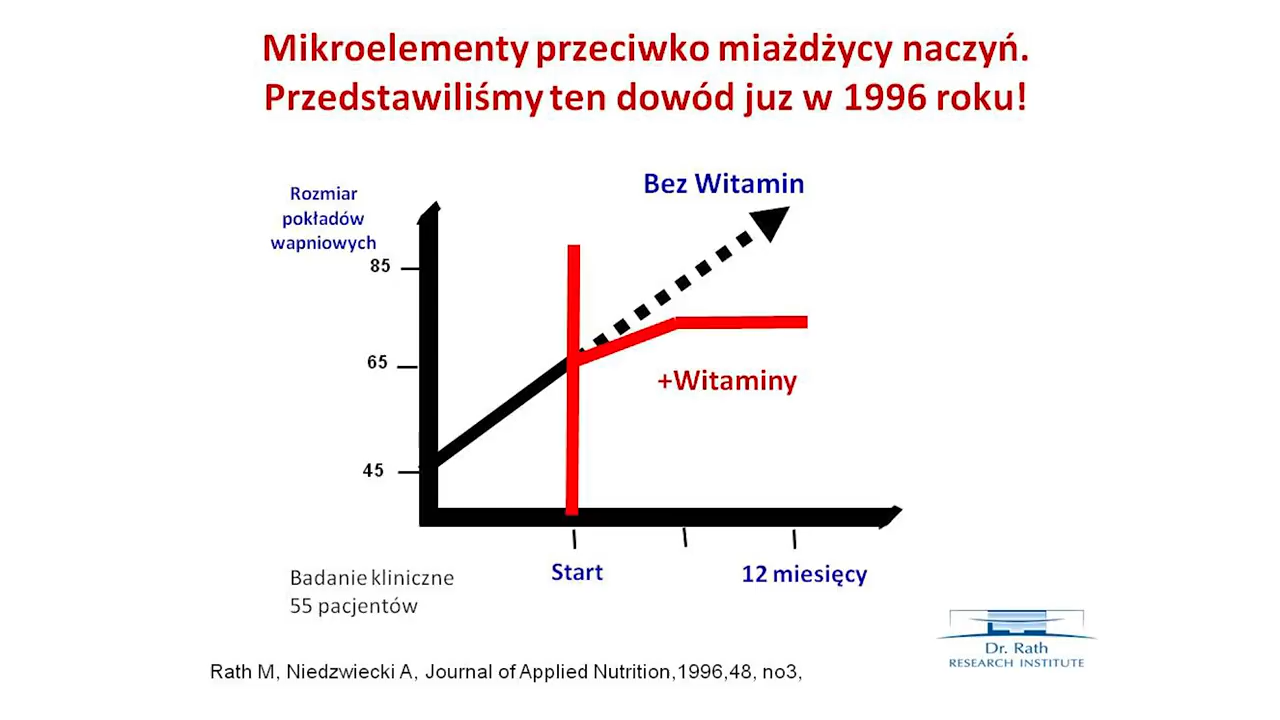 Mikroelementy przeciwko miażdżycy naczyń.
Przedstawiliśmy ten dowód juz w 1996 roku!
Bez Witamin
Rozmiar
pokładów
wapniowych
85
65
+Witaminy
45
Start
12 miesięcy
Badanie kliniczne
55 pacjentów
Dr. Rath
RESEARCH INSTITUTE
Rath M, Niedzwiecki A, Journal of Applied Nutrition,1996,48, no3,